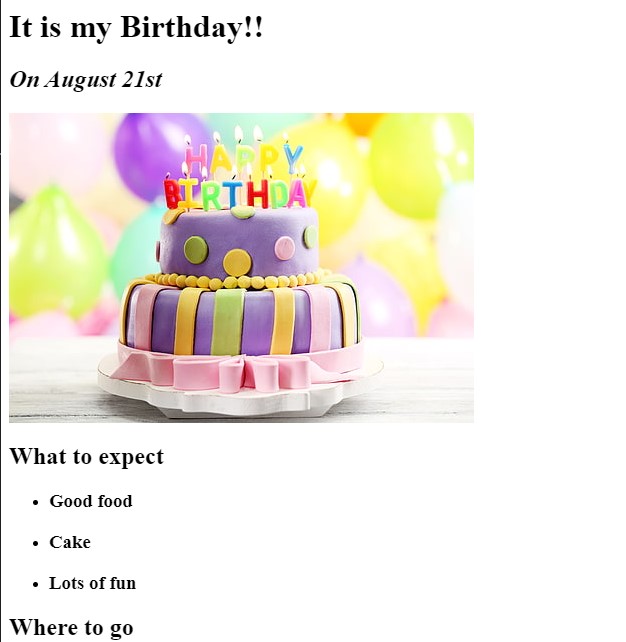 It is my Birthday!!
On August 21st
HAPPY
BIRTHDAY
What to expect
Good food
Cake
Lots of fun
Where to go